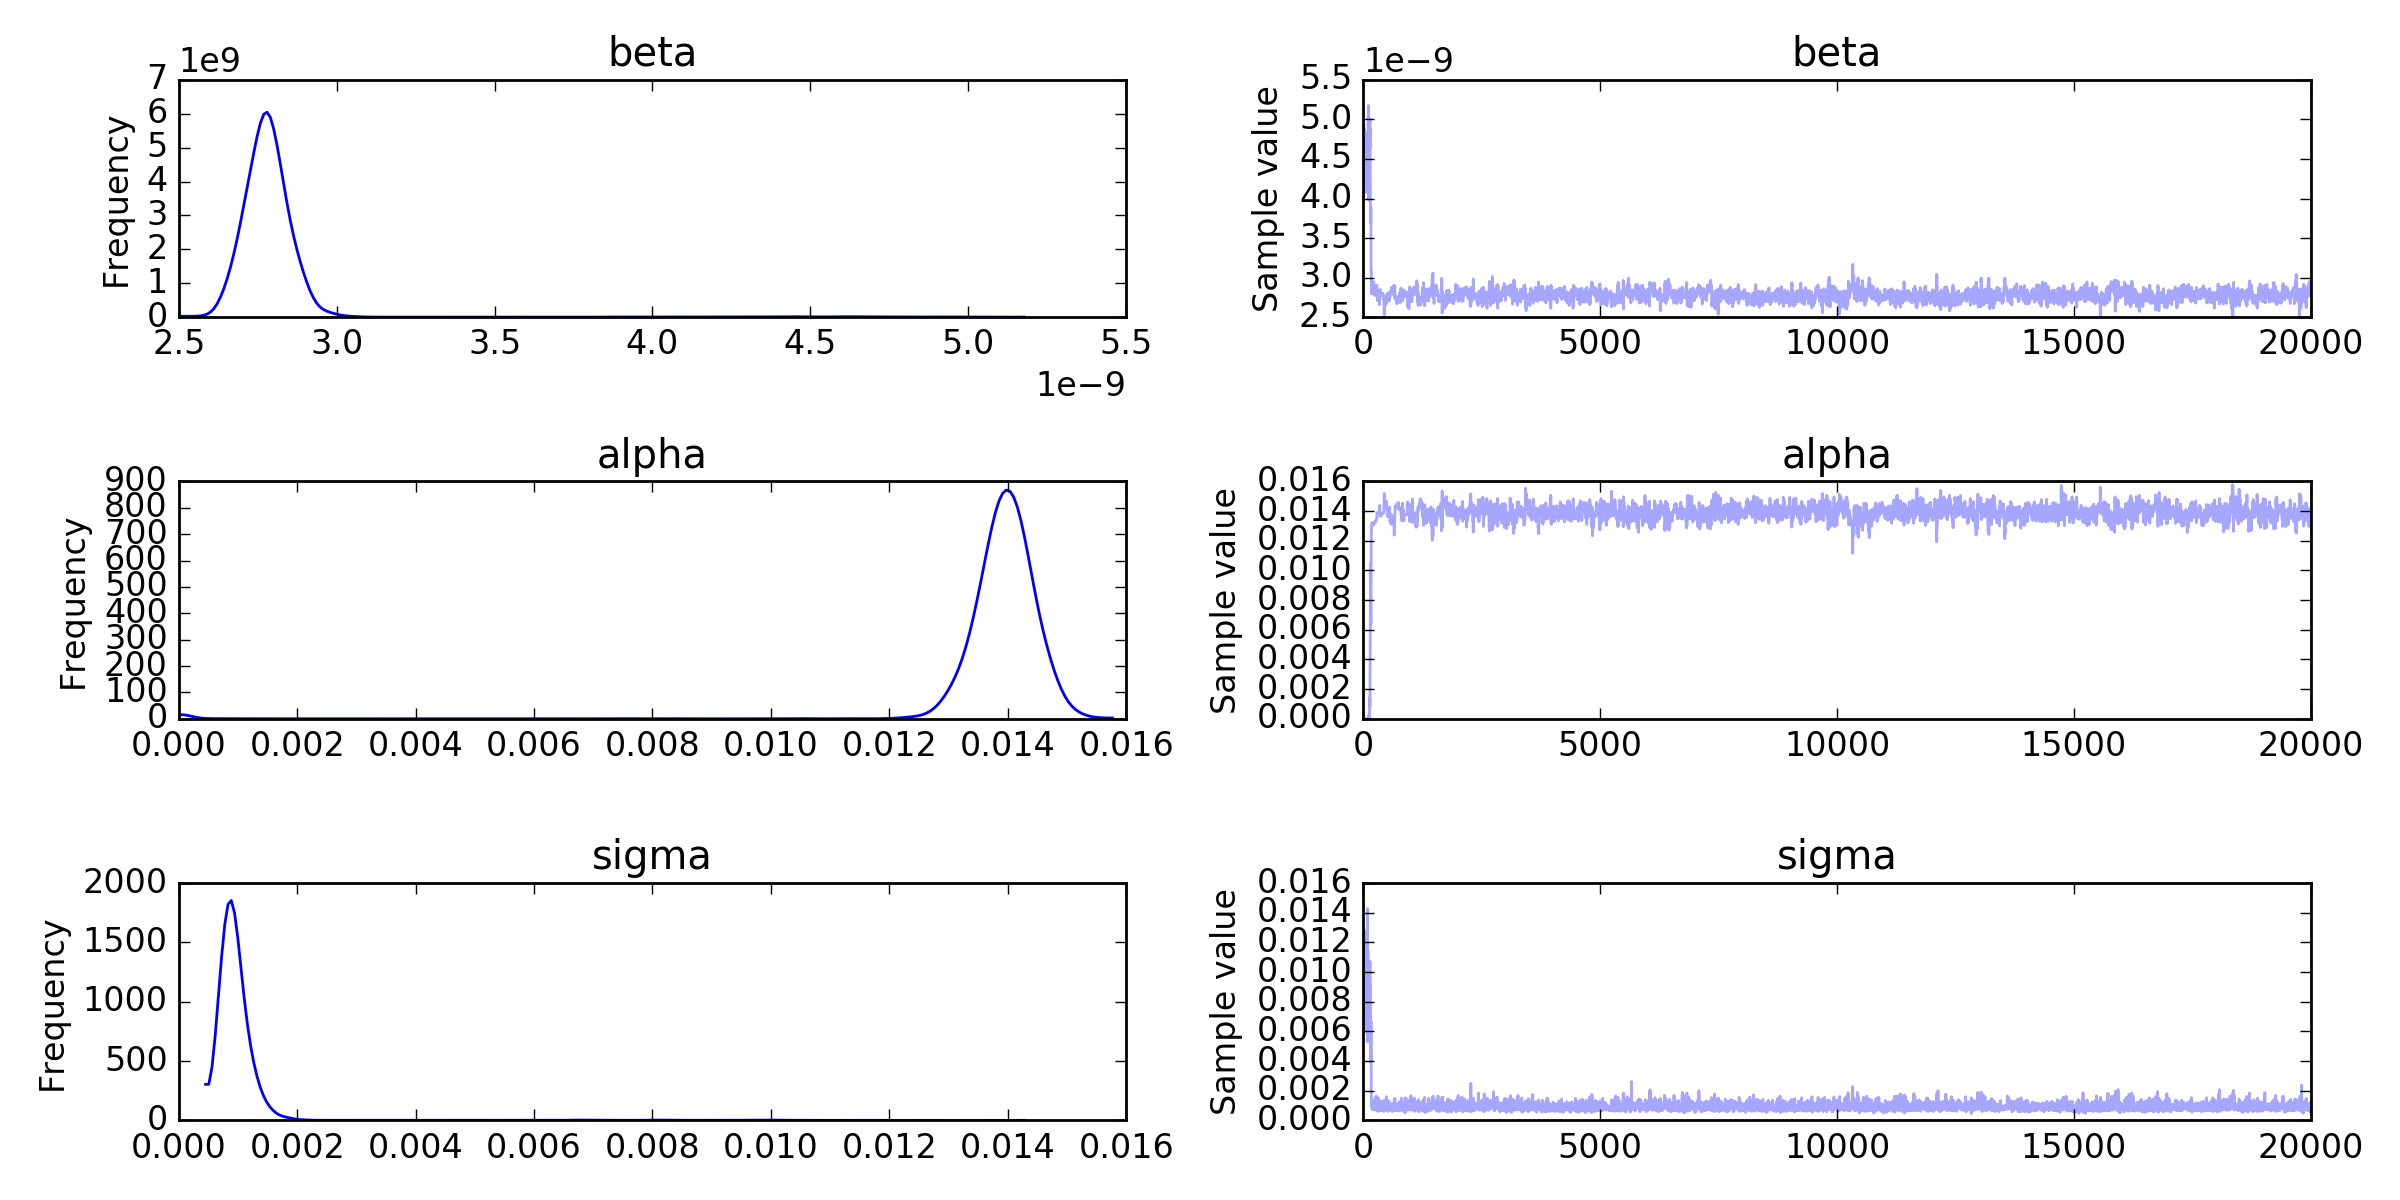 beta
1e9
7
6
5
4
3
2
1
0
Frequency
2.5 3.0 3.5 4.0 4.5 5.0 5.5
1e−9
beta
1e−9
5.5
5.0
4.5
4.0
3.5
3.0
2.5
Sample value
0 5000 10000 15000 20000
alpha
900
800
700
600
500
400
300
200
100
0
Frequency
0.000 0.002 0.004 0.006 0.008 0.010 0.012 0.014 0.016
alpha
0.016
0.014
0.012
0.010
0.008
0.006
0.004
0.002
0.000
Sample value
0 5000 10000 15000 20000
sigma
2000
1500
1000
500
0
Frequency
0.000 0.002 0.004 0.006 0.008 0.010 0.012 0.014 0.016
sigma
0.016
0.014
0.012
0.010
0.008
0.006
0.004
0.002
0.000
Sample value
0 5000 10000 15000 20000